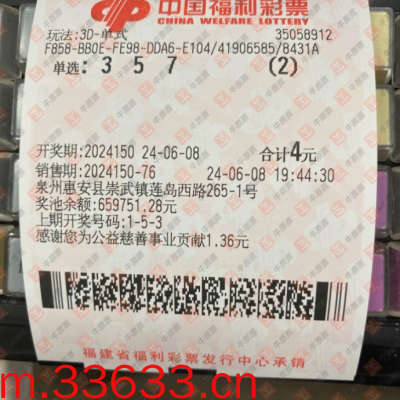 中国福利彩票
CHINA WELFARE LOTTERY
玩法:3D-单式 35058912
F858-BB0E-FE98-DDA6-E104/41906585/8431A
单选: 3 5 7 (2)
开奖期:2024150 24-06-08 合计4元
销售期:2024150-76 24-06-08 19:44:30
泉州惠安县崇武镇莲岛西路265-1号
奖池余额:659751.28元
上期开奖号码:1-5-3
感谢您为公益慈善事业贡献1.36元
福建省福利彩票发行中心承销
m.33633.cn